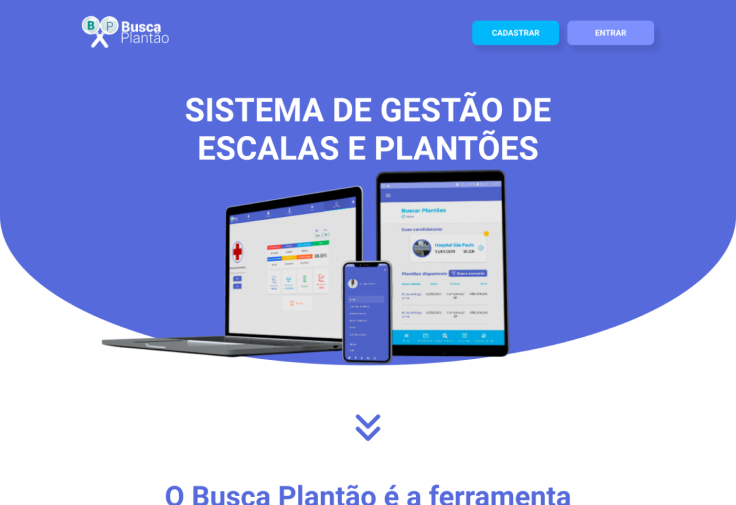 B P Busca
Plantão
CADASTRAR
ENTRAR
SISTEMA DE GESTÃO DE
ESCALAS E PLANTÕES
Buscar Plantões
Suas candidaturas
Hospital São Paulo
Plantões disponíveis
O Busca Plantão é a ferramenta